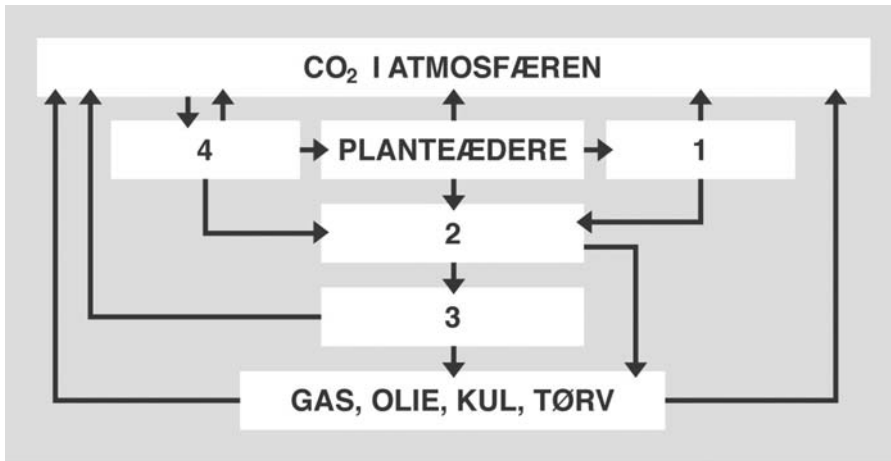 CO₂ I ATMOSFÆREN
4
PLANTEÆDERE
1
2
3
GAS, OLIE, KUL, TØRV